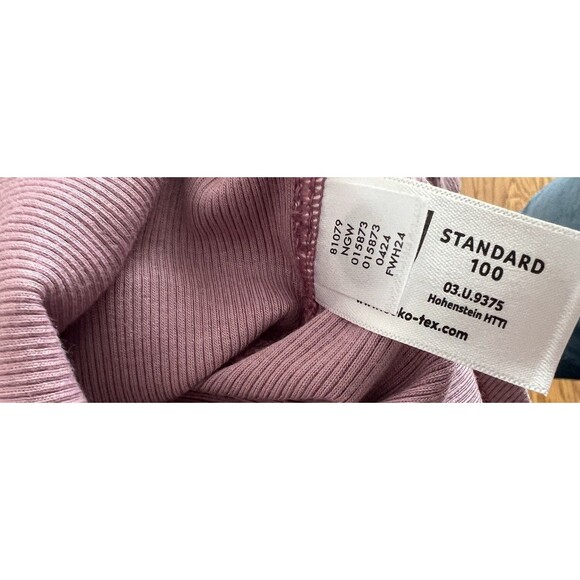 81079
NGW
015873
015873
0424
FWH24
STANDARD
100
03.U.9375
Hohenstein HTTI
ko-tex.com